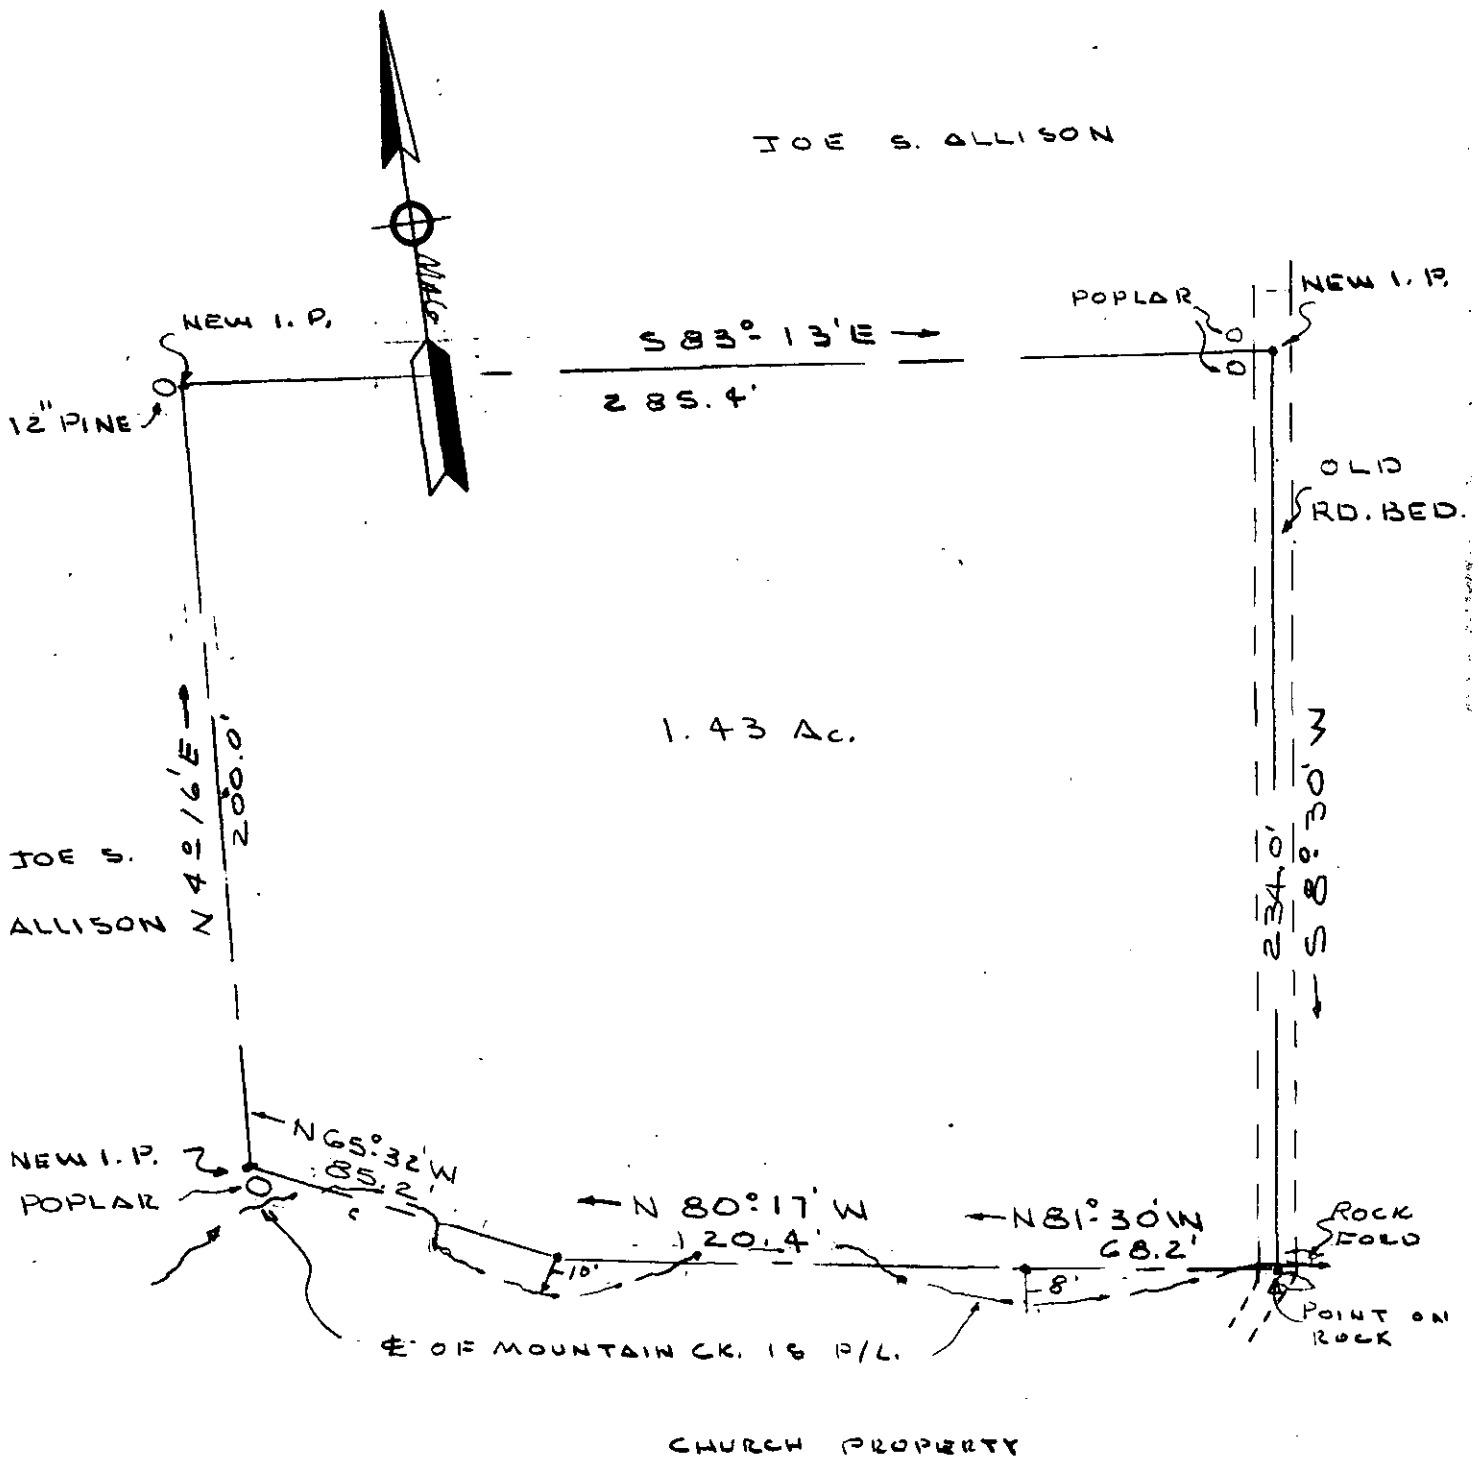 JOE S. ALLISON
MAG
NEW I. P.
POPLAR
NEW I. P.
S 83° 13' E
285.4'
12" PINE
OLD
RD. BED.
1.43 Ac.
N 4° 16' E
200.0'
234.0'
S 8° 30' W
JOE S.
ALLISON
N 65° 32' W
85.2'
NEW I. P.
POPLAR
N 80° 17' W
120.4'
N 81° 30' W
68.2'
ROCK
FORD
10'
8'
POINT ON
ROCK
℄ OF MOUNTAIN CK. IS P/L.
CHURCH PROPERTY